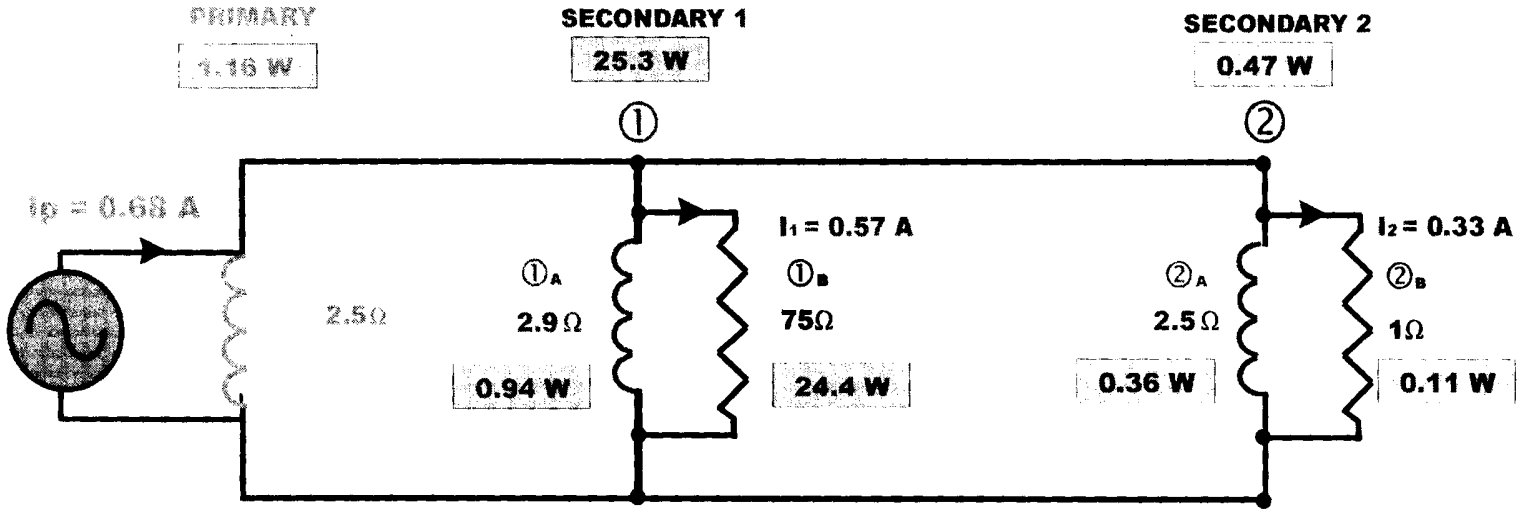 PRIMARY
1.16 W
SECONDARY 1
25.3 W
SECONDARY 2
0.47 W
①
②
Ip = 0.68 A
2.5Ω
①A
2.9Ω
0.94 W
I1 = 0.57 A
①B
75Ω
24.4 W
②A
2.5Ω
0.36 W
I2 = 0.33 A
②B
1Ω
0.11 W